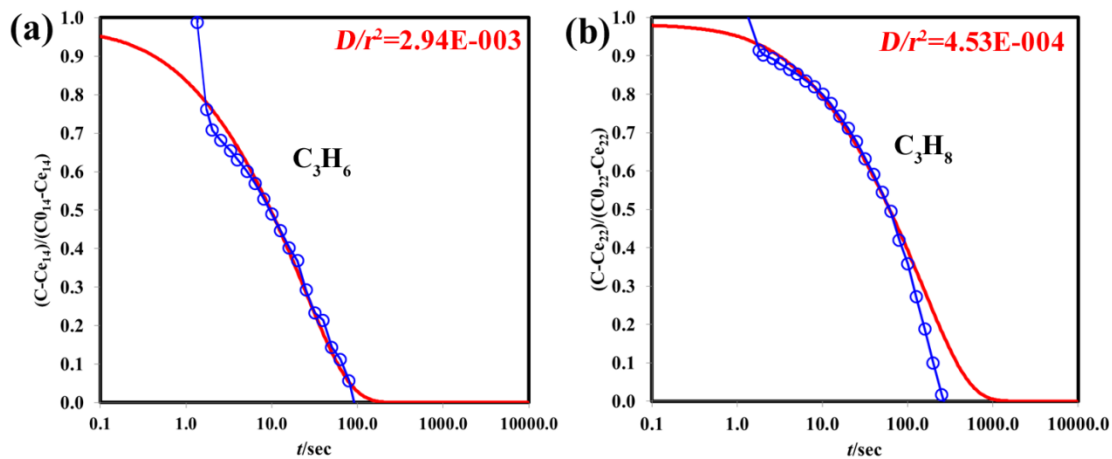 (a)
D/r²=2.94E-003
C₃H₆
(C-Ce₁₄)/(C0₁₄-Ce₁₄)
1.0
0.9
0.8
0.7
0.6
0.5
0.4
0.3
0.2
0.1
0.0
0.1 1.0 10.0 100.0 1000.0 10000.0
t/sec
(b)
D/r²=4.53E-004
C₃H₈
(C-Ce₂₂)/(C0₂₂-Ce₂₂)
1.0
0.9
0.8
0.7
0.6
0.5
0.4
0.3
0.2
0.1
0.0
0.1 1.0 10.0 100.0 1000.0 10000.0
t/sec